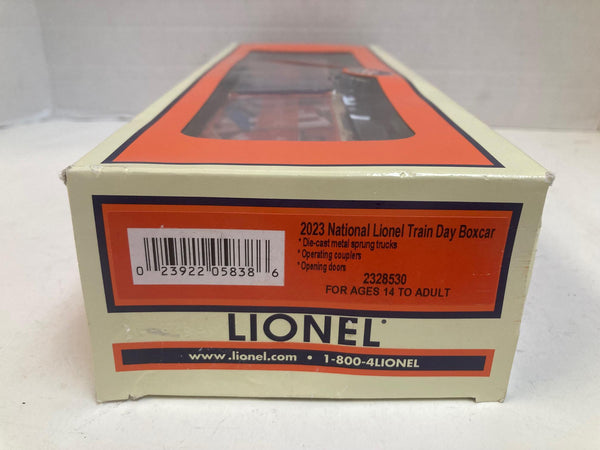 2023 National Lionel Train Day Boxcar
* Die-cast metal sprung trucks
* Operating couplers
* Opening doors
2328530
FOR AGES 14 TO ADULT
0 23922 05838 6
LIONEL
www.lionel.com • 1-800-4LIONEL